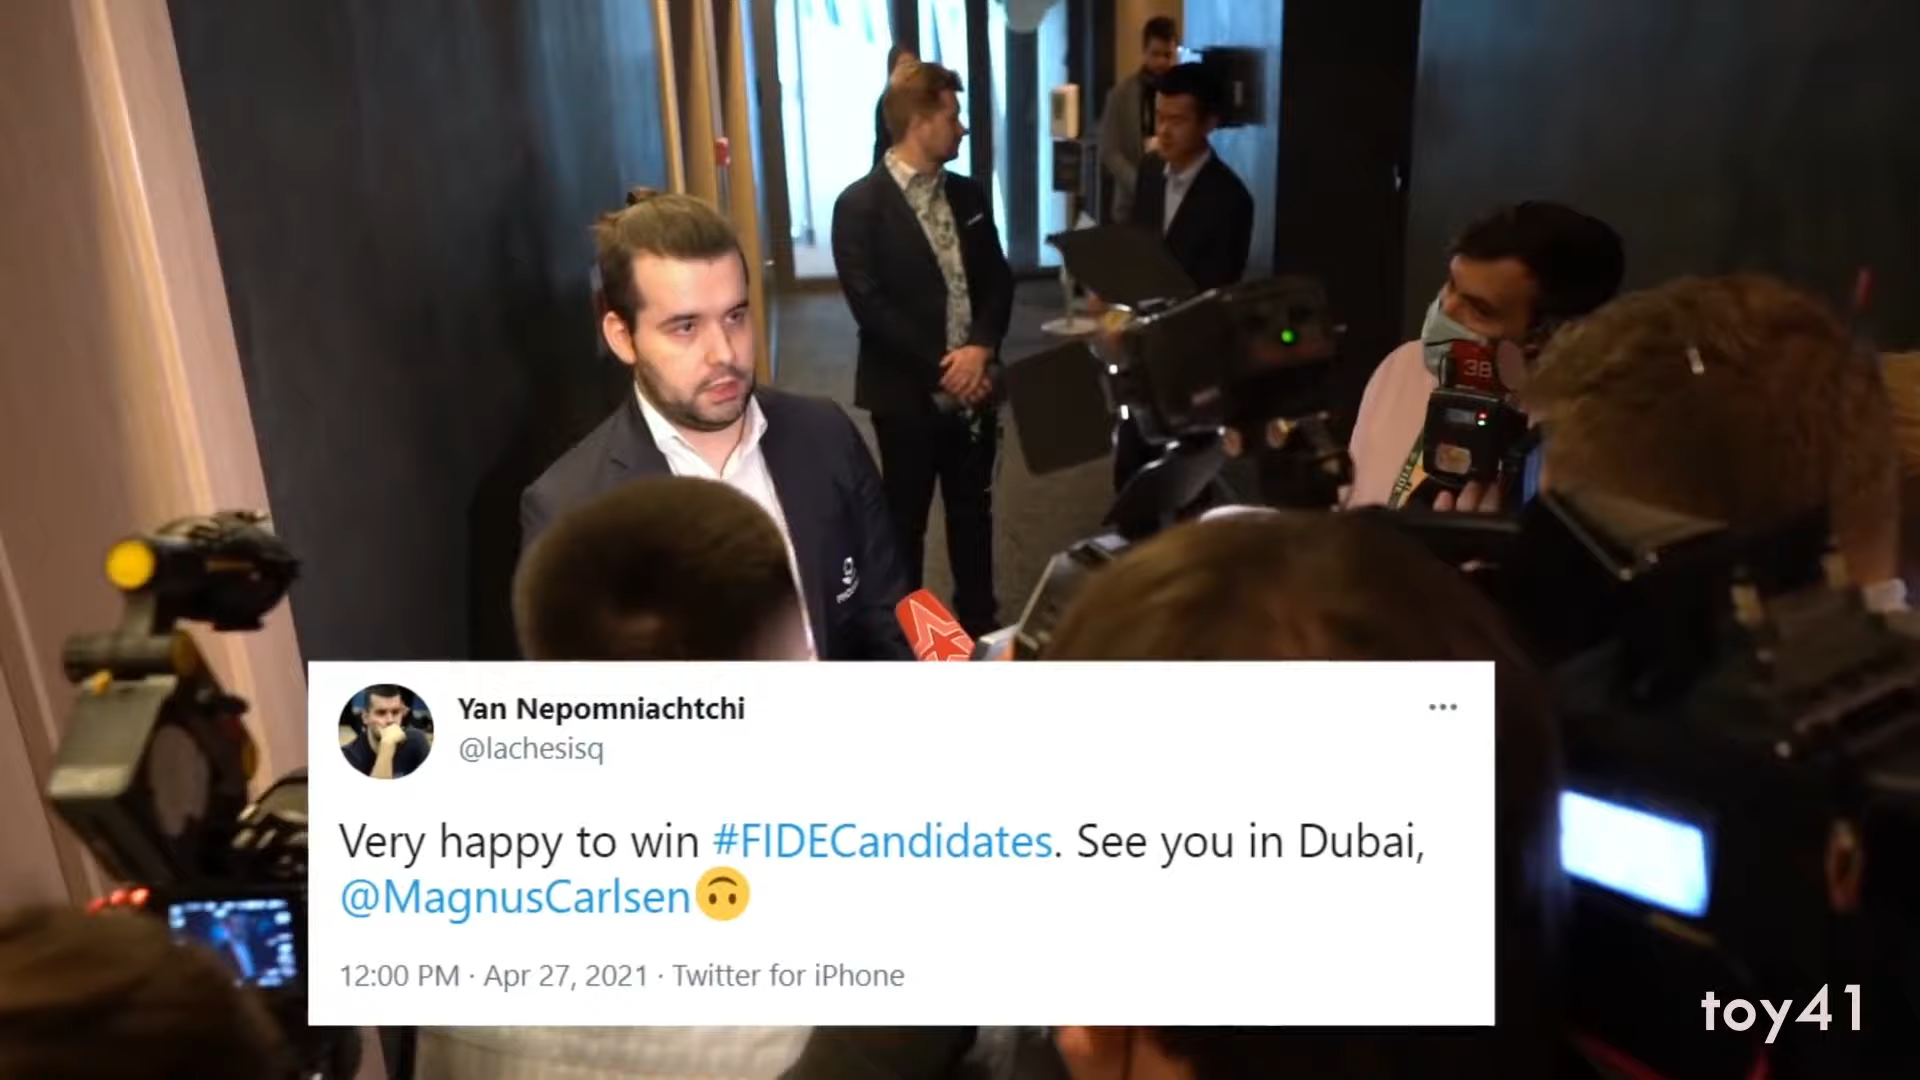 38
Yan Nepomniachtchi
@lachesisq
Very happy to win #FIDECandidates. See you in Dubai,
@MagnusCarlsen🙃
12:00 PM · Apr 27, 2021 · Twitter for iPhone
toy41